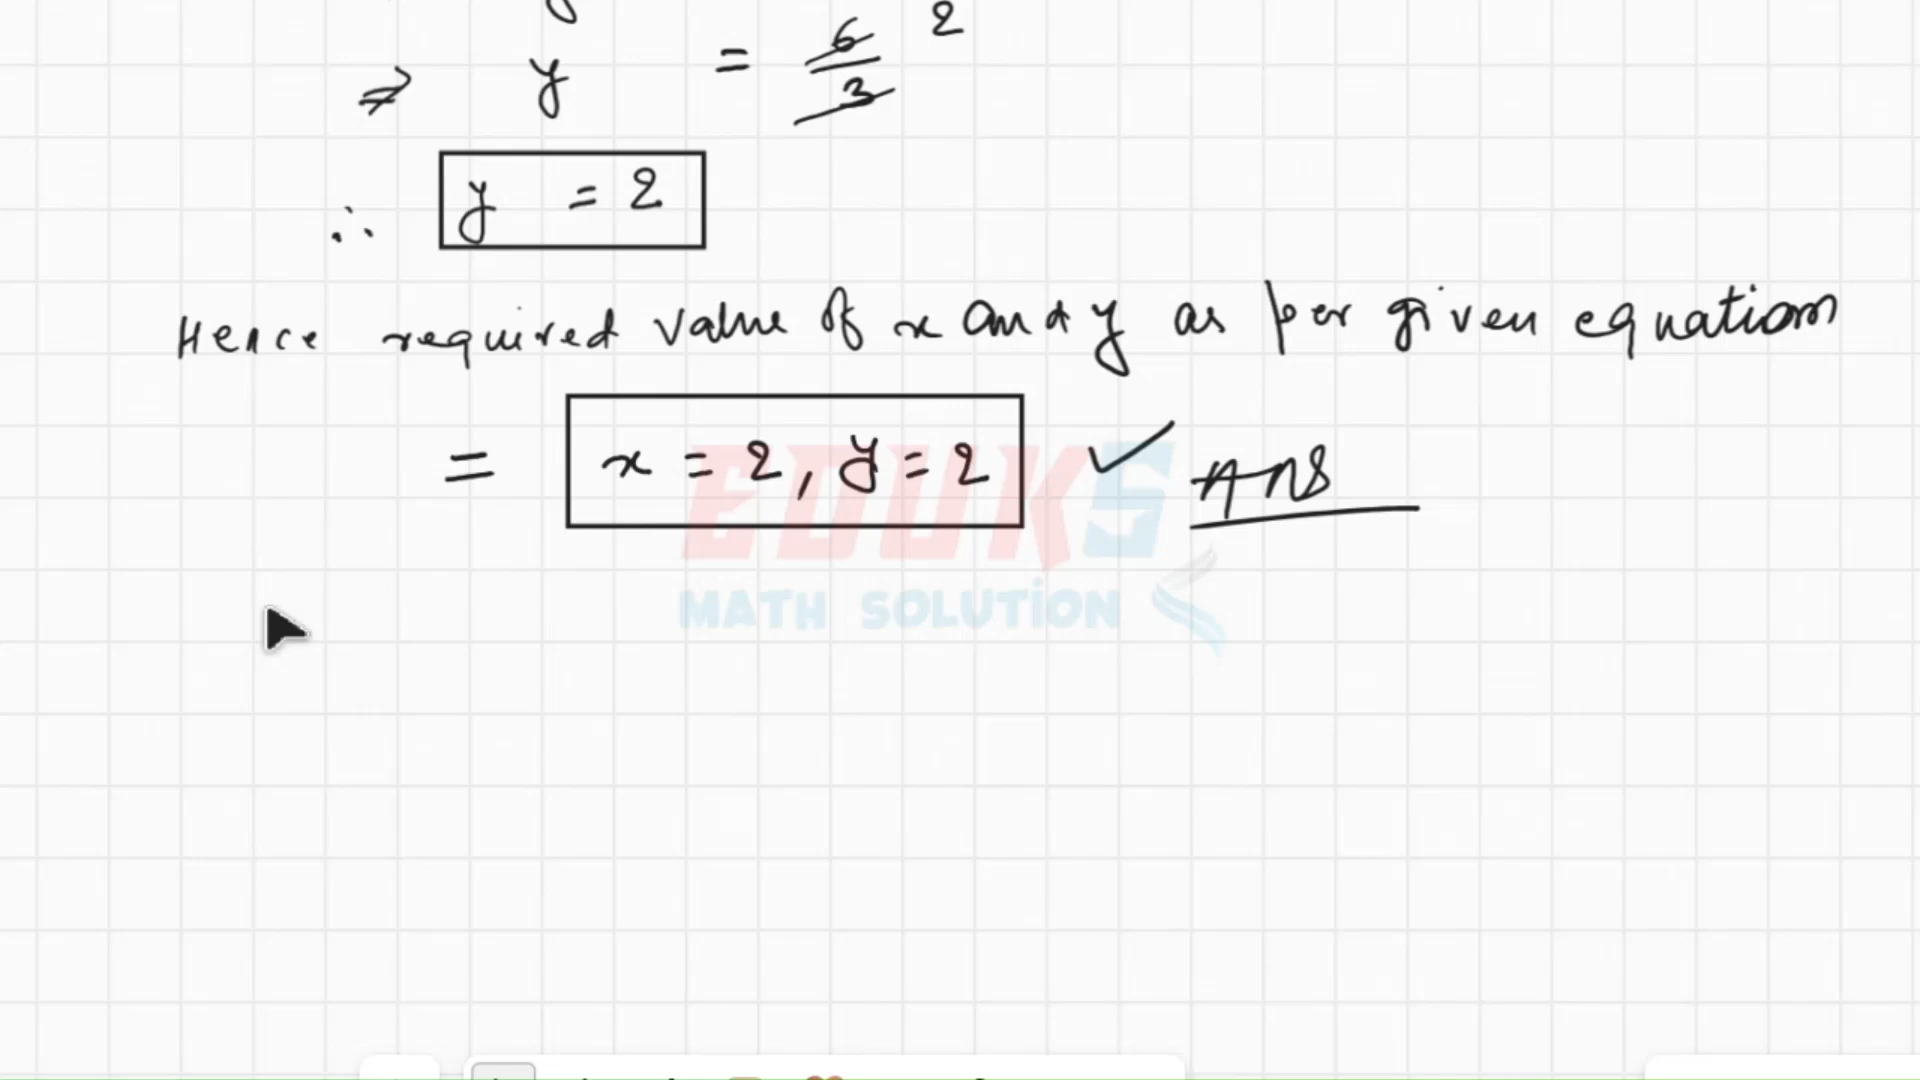 ⇒ y = 6/3 2
∴ y = 2
Hence required value of x and y as per given equation
= x = 2, y = 2 ✓ Ans
EDUKS
MATH SOLUTION